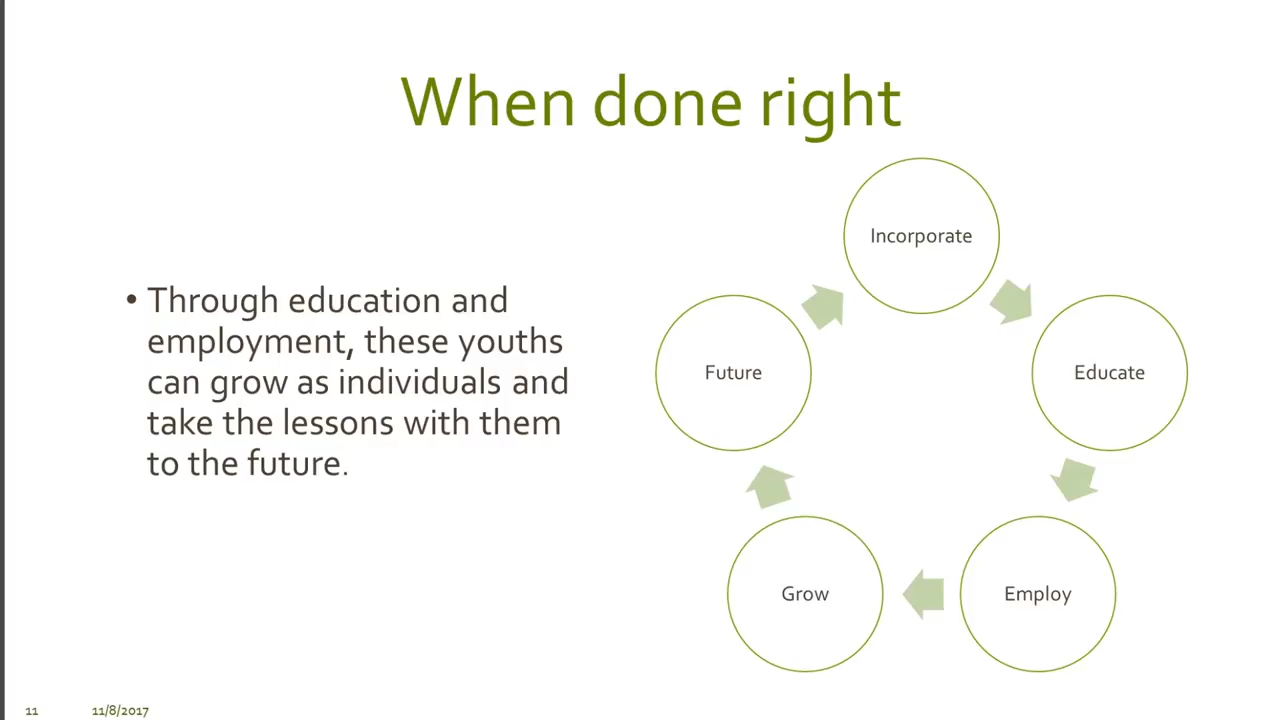 When done right
• Through education and
employment, these youths
can grow as individuals and
take the lessons with them
to the future.
Incorporate
Educate
Employ
Grow
Future
11 11/8/2017